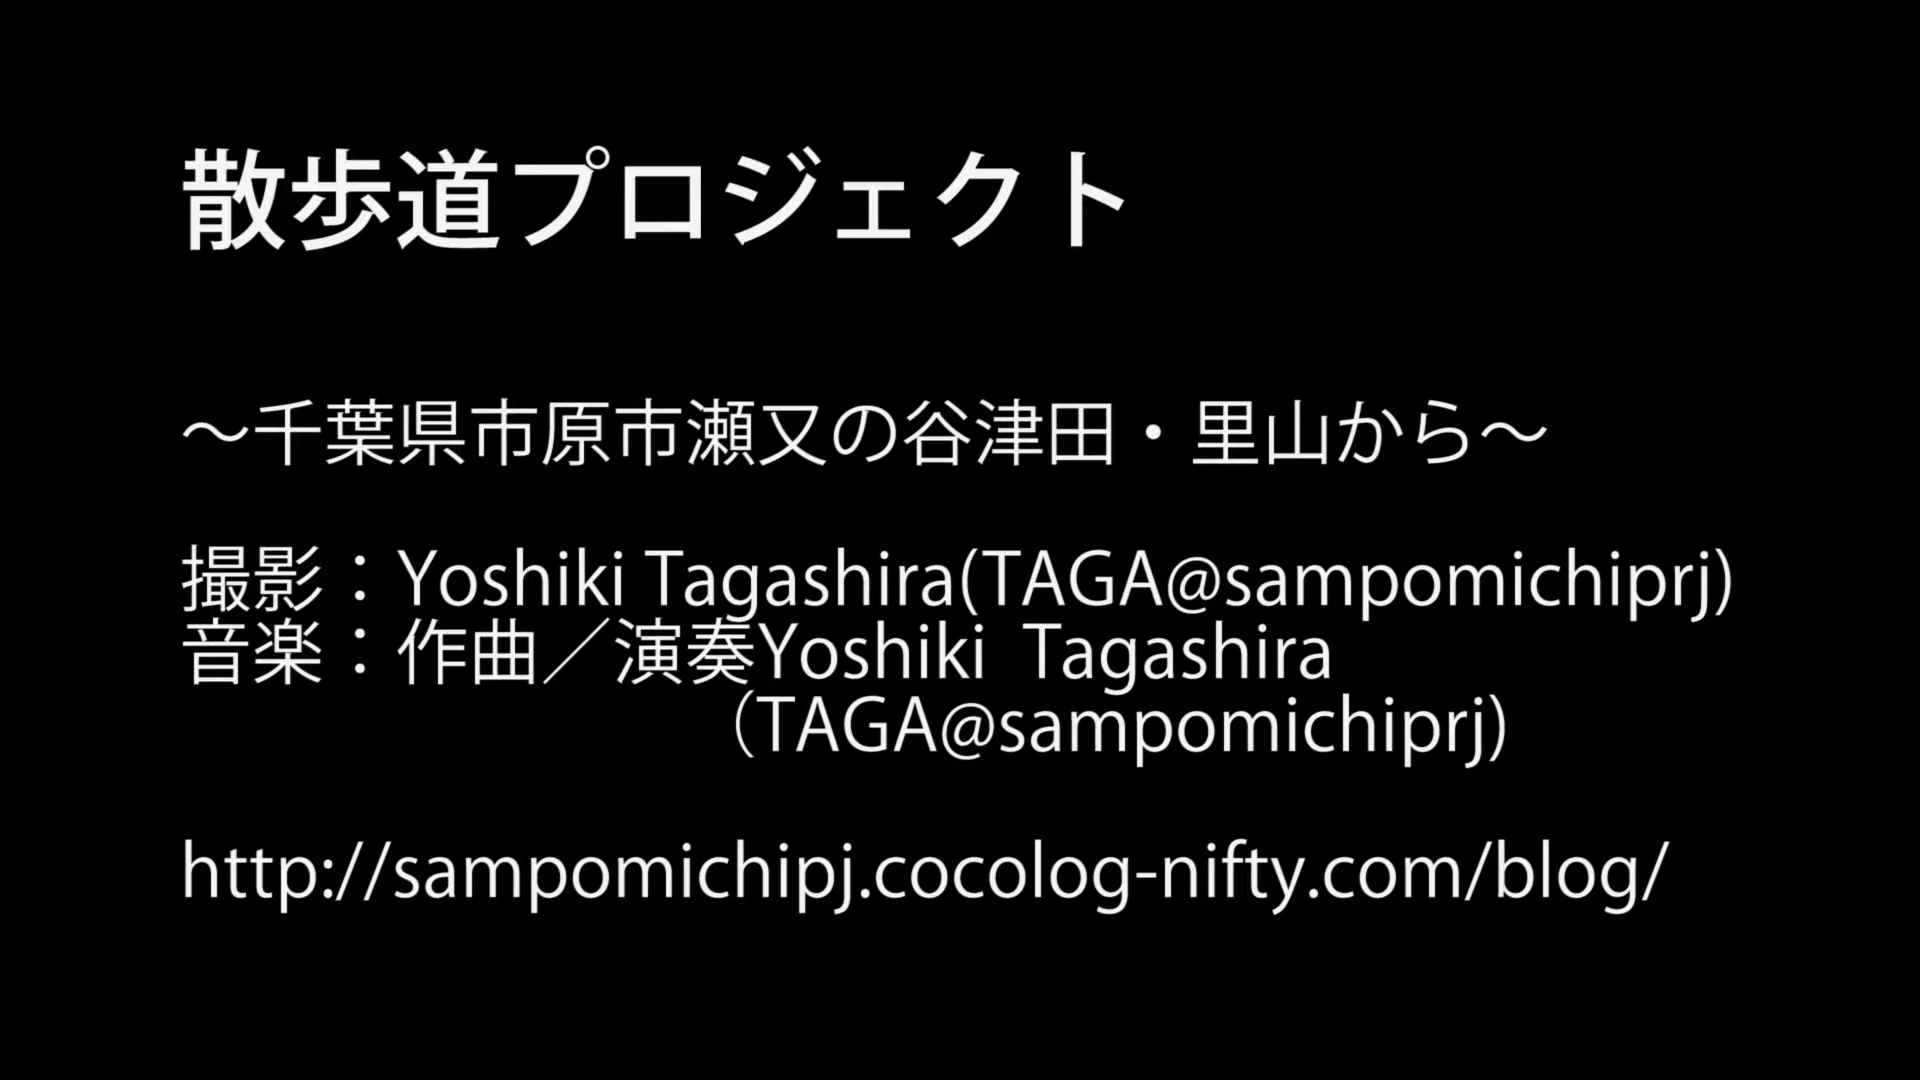 散歩道プロジェクト
～千葉県市原市瀬又の谷津田・里山から～
撮影：Yoshiki Tagashira(TAGA@sampomichiprj)
音楽：作曲／演奏Yoshiki  Tagashira
（TAGA@sampomichiprj)
http://sampomichipj.cocolog-nifty.com/blog/